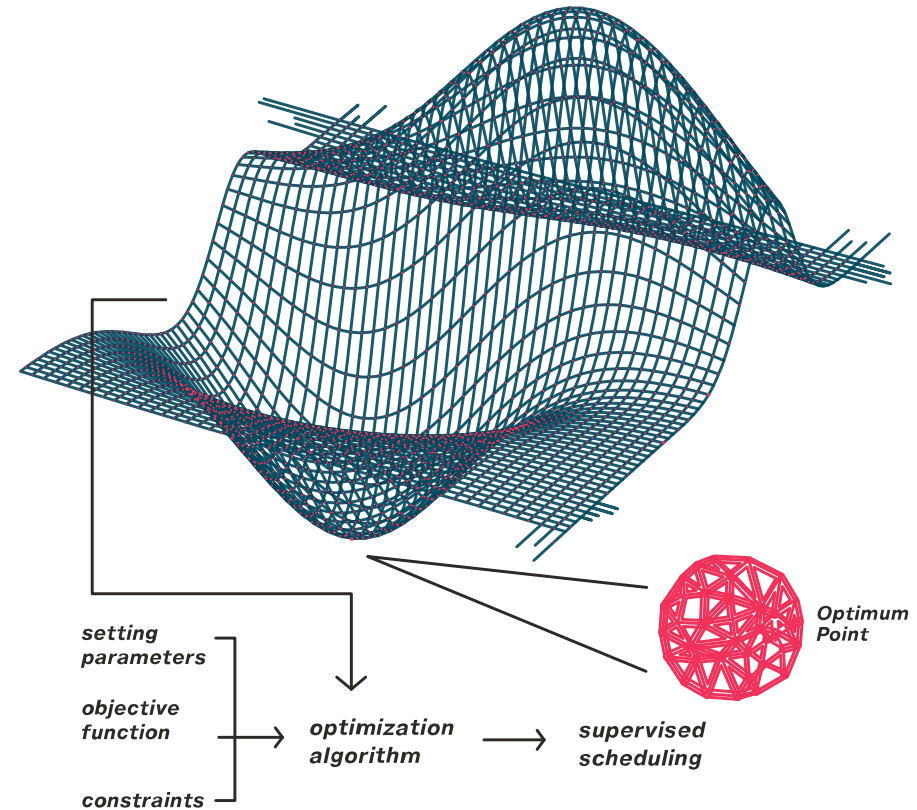 Optimum
Point
setting
parameters
objective
function
optimization
algorithm
supervised
scheduling
constraints